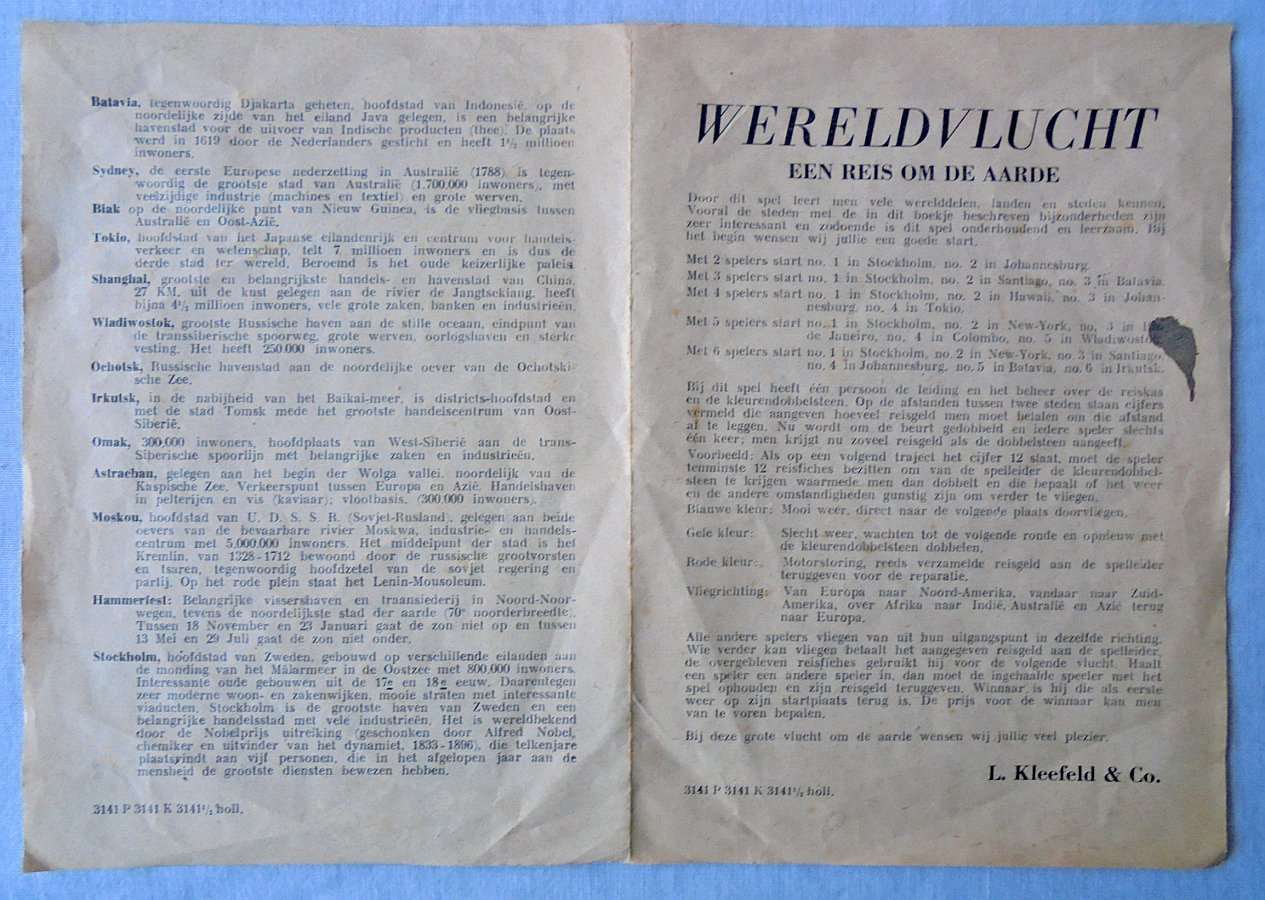 Batavia, tegenwoordig Djakarta geheten, hoofdstad van Indonesië, op de
noordelijke zijde van het eiland Java gelegen, is een belangrijke
havenstad voor de uitvoer van Indische producten (thee). De plaats
werd in 1619 door de Nederlanders gesticht en heeft 1½ millioen
inwoners.
Sydney, de eerste Europese nederzetting in Australië (1788) is tegen-
woordig de grootste stad van Australië (1.700.000 inwoners), met
veelzijdige industrie (machines en textiel) en grote werven.
Biak op de noordelijke punt van Nieuw Guinea, is de vliegbasis tussen
Australië en Oost-Azië.
Tokio, hoofdstad van het Japanse eilandenrijk en centrum voor handels-
verkeer en wetenschap, telt 7 millioen inwoners en is dus de
derde stad ter wereld. Beroemd is het oude keizerlijke paleis.
Shanghai, grootste en belangrijkste handels- en havenstad van China,
27 KM. uit de kust gelegen aan de rivier de Jangtsekiang, heeft
bijna 4½ millioen inwoners, vele grote zaken, banken en industrieën.
Wladiwostok, grootste Russische haven aan de stille oceaan, eindpunt van
de transsiberische spoorweg, grote werven, oorlogshaven en sterke
vesting. Het heeft 250.000 inwoners.
Ochotsk, Russische havenstad aan de noordelijke oever van de Ochotski-
sche Zee.
Irkutsk, in de nabijheid van het Baikal-meer, is districts-hoofdstad en
met de stad Tomsk mede het grootste handelscentrum van Oost-
Siberië.
Omak, 300.000 inwoners, hoofdplaats van West-Siberië aan de trans-
Siberische spoorlijn met belangrijke zaken en industrieën.
Astrachan, gelegen aan het begin der Wolga vallei, noordelijk van de
Kaspische Zee, Verkeerspunt tussen Europa en Azië. Handelshaven
in pelterijen en vis (kaviaar); vlootbasis. (300.000 inwoners).
Moskou, hoofdstad van U. D. S. S. R. (Sovjet-Rusland), gelegen aan beide
oevers van de bevaarbare rivier Moskwa, industrie- en handels-
centrum met 5.000.000 inwoners. Het middelpunt der stad is het
Kremlin, van 1328-1712 bewoond door de russische grootvorsten
en tsaren, tegenwoordig hoofdzetel van de sovjet regering en
partij. Op het rode plein staat het Lenin-Mousoleum.
Hammerfest: Belangrijke vissershaven en traansiederij in Noord-Noor-
wegen, tevens de noordelijkste stad der aarde (70° noorderbreedte).
Tussen 18 November en 23 Januari gaat de zon niet op en tussen
13 Mei en 29 Juli gaat de zon niet onder.
Stockholm, hoofdstad van Zweden, gebouwd op verschillende eilanden aan
de monding van het Mälarmeer in de Oostzee met 800.000 inwoners.
Interessante oude gebouwen uit de 17e en 18e eeuw. Daarentegen
zeer moderne woon- en zakenwijken, mooie straten met interessante
viaducten. Stockholm is de grootste haven van Zweden en een
belangrijke handelsstad met vele industrieën. Het is wereldbekend
door de Nobelprijs uitreiking (geschonken door Alfred Nobel,
chemiker en uitvinder van het dynamiet, 1833-1896), die telkenjare
plaatsvindt aan vijf personen, die in het afgelopen jaar aan de
mensheid de grootste diensten bewezen hebben.
3141 P 3141 K 3141½ holl.
WERELDVLUCHT
EEN REIS OM DE AARDE
Door dit spel leert men vele werelddelen, landen en steden kennen.
Vooral de steden met de in dit boekje beschreven bijzonderheden zijn
zeer interessant en zodoende is dit spel onderhoudend en leerzaam. Bij
het begin wensen wij jullie een goede start.
Met 2 spelers start no. 1 in Stockholm, no. 2 in Johannesburg.
Met 3 spelers start no. 1 in Stockholm, no. 2 in Santiago, no. 3 in Batavia.
Met 4 spelers start no. 1 in Stockholm, no. 2 in Hawaii, no. 3 in Johan-
nesburg, no. 4 in Tokio.
Met 5 spelers start no. 1 in Stockholm, no. 2 in New-York, no. 3 in
de Janeiro, no. 4 in Colombo, no. 5 in Wladiwostok
Met 6 spelers start no. 1 in Stockholm, no. 2 in New-York, no. 3 in Santiago,
no. 4 in Johannesburg, no. 5 in Batavia, no. 6 in Irkutsk.
Bij dit spel heeft één persoon de leiding en het beheer over de reiskas
en de kleurendobbelsteen. Op de afstanden tussen twee steden staan cijfers
vermeld die aangeven hoeveel reisgeld men moet betalen om die afstand
af te leggen. Nu wordt om de beurt gedobbeld en iedere speler slechts
één keer; men krijgt nu zoveel reisgeld als de dobbelsteen aangeeft.
Voorbeeld: Als op een volgend traject het cijfer 12 staat, moet de speler
tenminste 12 reisfiches bezitten om van de spelleider de kleurendobbel-
steen te krijgen waarmede men dan dobbelt en die bepaalt of het weer
en de andere omstandigheden gunstig zijn om verder te vliegen.
Blauwe kleur: Mooi weer, direct naar de volgende plaats doorvliegen.
Gele kleur: Slecht weer, wachten tot de volgende ronde en opnieuw met
de kleurendobbelsteen dobbelen.
Rode kleur: Motorstoring, reeds verzamelde reisgeld aan de spelleider
teruggeven voor de reparatie.
Vliegrichting: Van Europa naar Noord-Amerika, vandaar naar Zuid-
Amerika, over Afrika naar Indië, Australië en Azië terug
naar Europa.
Alle andere spelers vliegen van uit hun uitgangspunt in dezelfde richting.
Wie verder kan vliegen betaalt het aangegeven reisgeld aan de spelleider,
de overgebleven reisfiches gebruikt hij voor de volgende vlucht. Haalt
een speler een andere speler in, dan moet de ingehaalde speeler met het
spel ophouden en zijn reisgeld teruggeven. Winnaar is hij die als eerste
weer op zijn startplaats terug is. De prijs voor de winnaar kan men
van te voren bepalen.
Bij deze grote vlucht om de aarde wensen wij jullie veel plezier.
L. Kleefeld & Co.
3141 P 3141 K 3141½ holl.